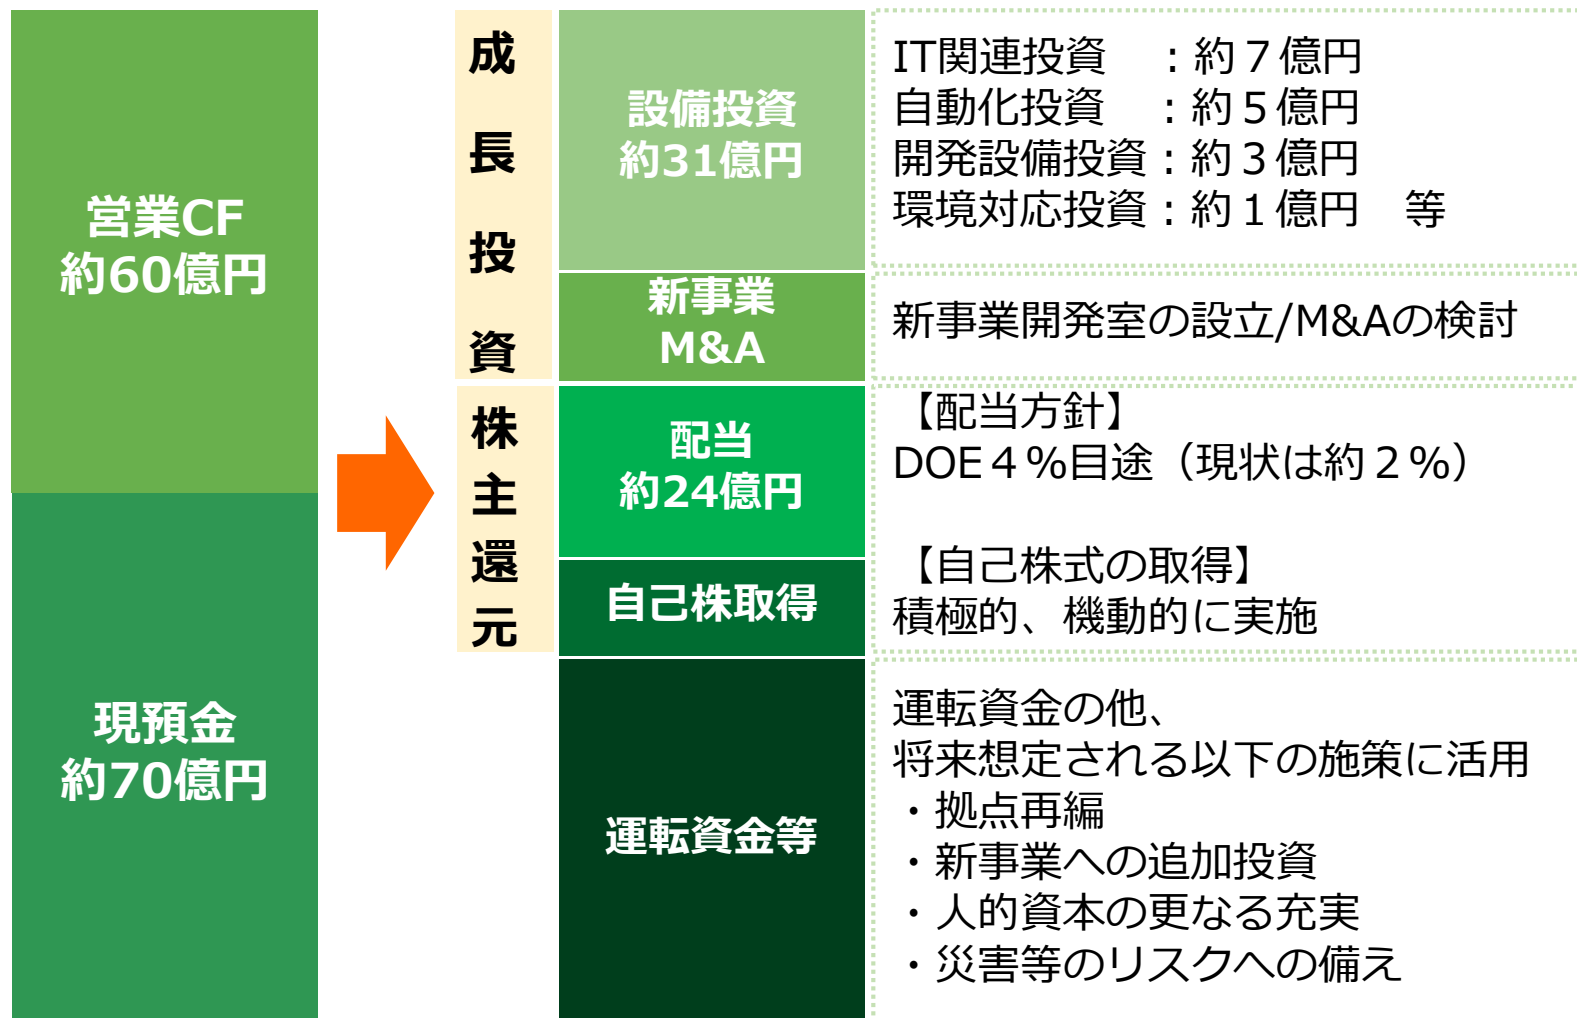 営業CF
約60億円
現預金
約70億円
成長投資
設備投資
約31億円
IT関連投資　：約７億円
自動化投資　：約５億円
開発設備投資：約３億円
環境対応投資：約１億円　等
新事業
M&A
新事業開発室の設立/M&Aの検討
株主還元
配当
約24億円
【配当方針】
DOE４%目途（現状は約２%）
自己株取得
【自己株式の取得】
積極的、機動的に実施
運転資金等
運転資金の他、
将来想定される以下の施策に活用
・拠点再編
・新事業への追加投資
・人的資本の更なる充実
・災害等のリスクへの備え